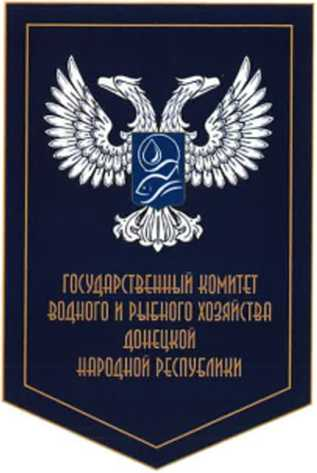 ГОСУДАРСТВЕННЫЙ КОМИТЕТ
ВОДНОГО И РЫБНОГО ХОЗЯЙСТВА
ДОНЕЦКОЙ
НАРОДНОЙ РЕСПУБЛИКИ